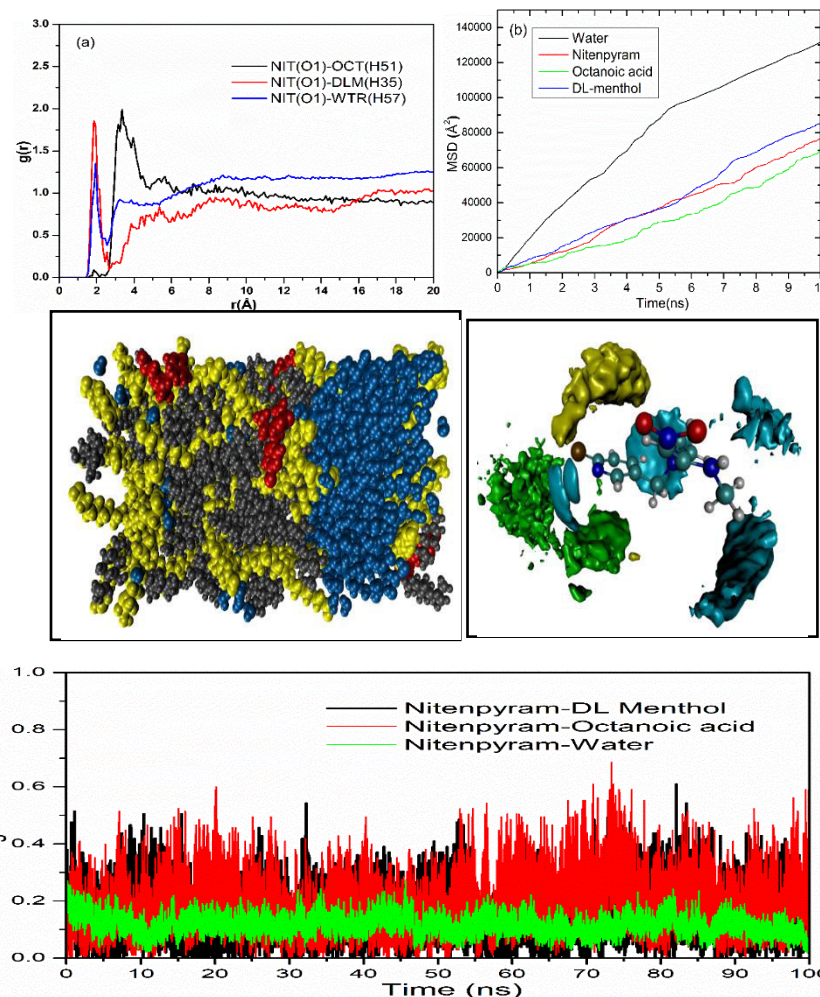 (a)
NIT(O1)-OCT(H51)
NIT(O1)-DLM(H35)
NIT(O1)-WTR(H57)
g(r)
3.0
2.5
2.0
1.5
1.0
0.5
0.0
0 2 4 6 8 10 12 14 16 18 20
r(Å)
(b)
Water
Nitenpyram
Octanoic acid
DL-menthol
MSD (Å²)
140000
120000
100000
80000
60000
40000
20000
0
0 1 2 3 4 5 6 7 8 9 10
Time(ns)
Nitenpyram-DL Menthol
Nitenpyram-Octanoic acid
Nitenpyram-Water
1.0
0.8
0.6
0.4
0.2
0.0
0 10 20 30 40 50 60 70 80 90 100
Time (ns)